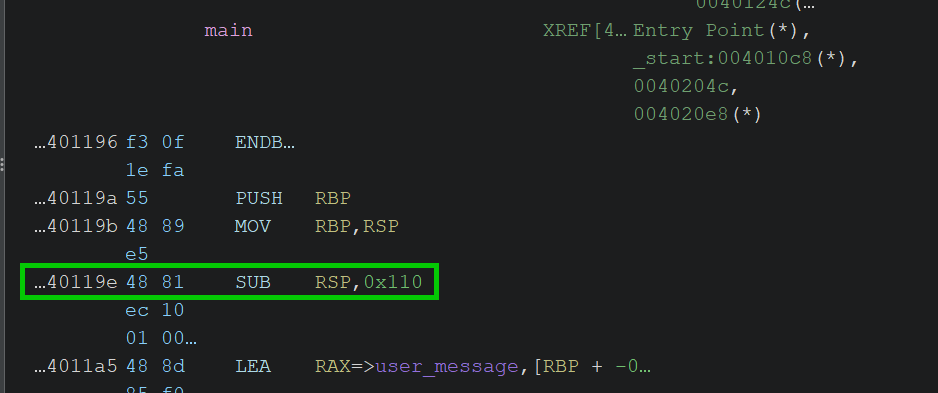 0040124c(…
main XREF[4… Entry Point(*),
_start:004010c8(*),
0040204c,
004020e8(*)
…401196 f3 0f ENDB…
1e fa
…40119a 55 PUSH RBP
…40119b 48 89 MOV RBP,RSP
e5
…40119e 48 81 SUB RSP,0x110
ec 10
01 00…
…4011a5 48 8d LEA RAX=>user_message,[RBP + -0…
85 f0